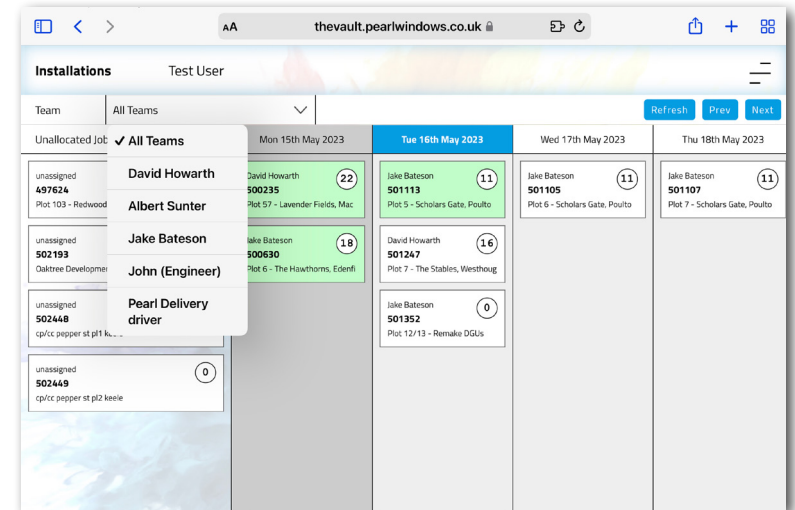 AA
thevault.pearlwindows.co.uk
Installations
Test User
Team
All Teams
Refresh
Prev
Next
Unallocated Job
Mon 15th May 2023
Tue 16th May 2023
Wed 17th May 2023
Thu 18th May 2023
✓ All Teams
David Howarth
Albert Sunter
Jake Bateson
John (Engineer)
Pearl Delivery
driver
unassigned
497624
Plot 103 - Redwood
unassigned
502193
Oaktree Developme
unassigned
502448
cp/cc pepper st pl1 keele
unassigned
0
502449
cp/cc pepper st pl2 keele
David Howarth
22
500235
Plot 57 - Lavender Fields, Mac
Jake Bateson
18
500630
Plot 6 - The Hawthorns, Edenfi
Jake Bateson
11
501113
Plot 5 - Scholars Gate, Poulto
David Howarth
16
501247
Plot 7 - The Stables, Westhoug
Jake Bateson
0
501352
Plot 12/13 - Remake DGUs
Jake Bateson
11
501105
Plot 6 - Scholars Gate, Poulto
Jake Bateson
11
501107
Plot 7 - Scholars Gate, Poulto